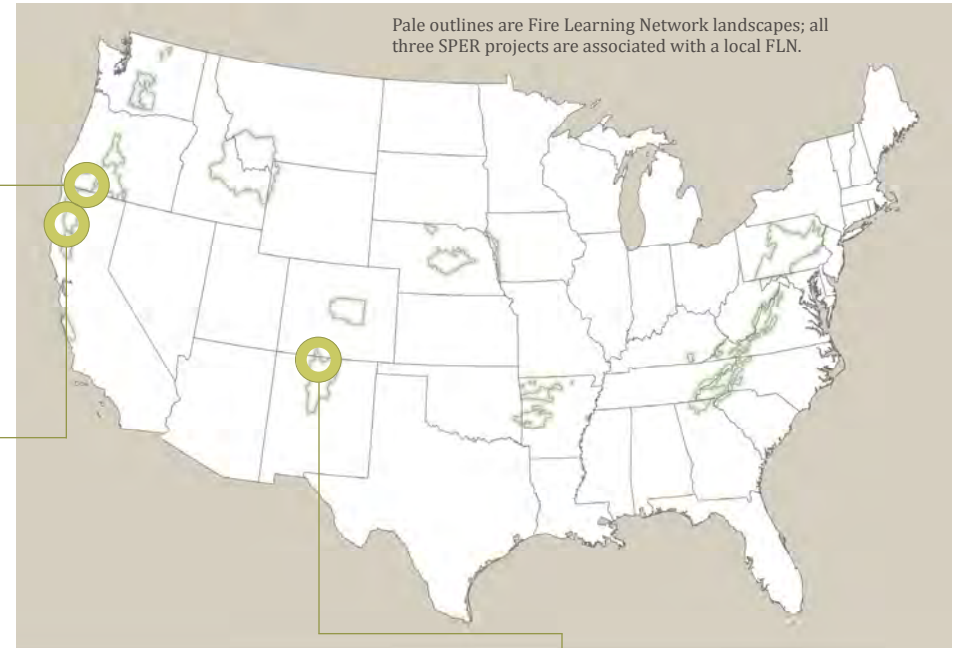 Pale outlines are Fire Learning Network landscapes; all
three SPER projects are associated with a local FLN.